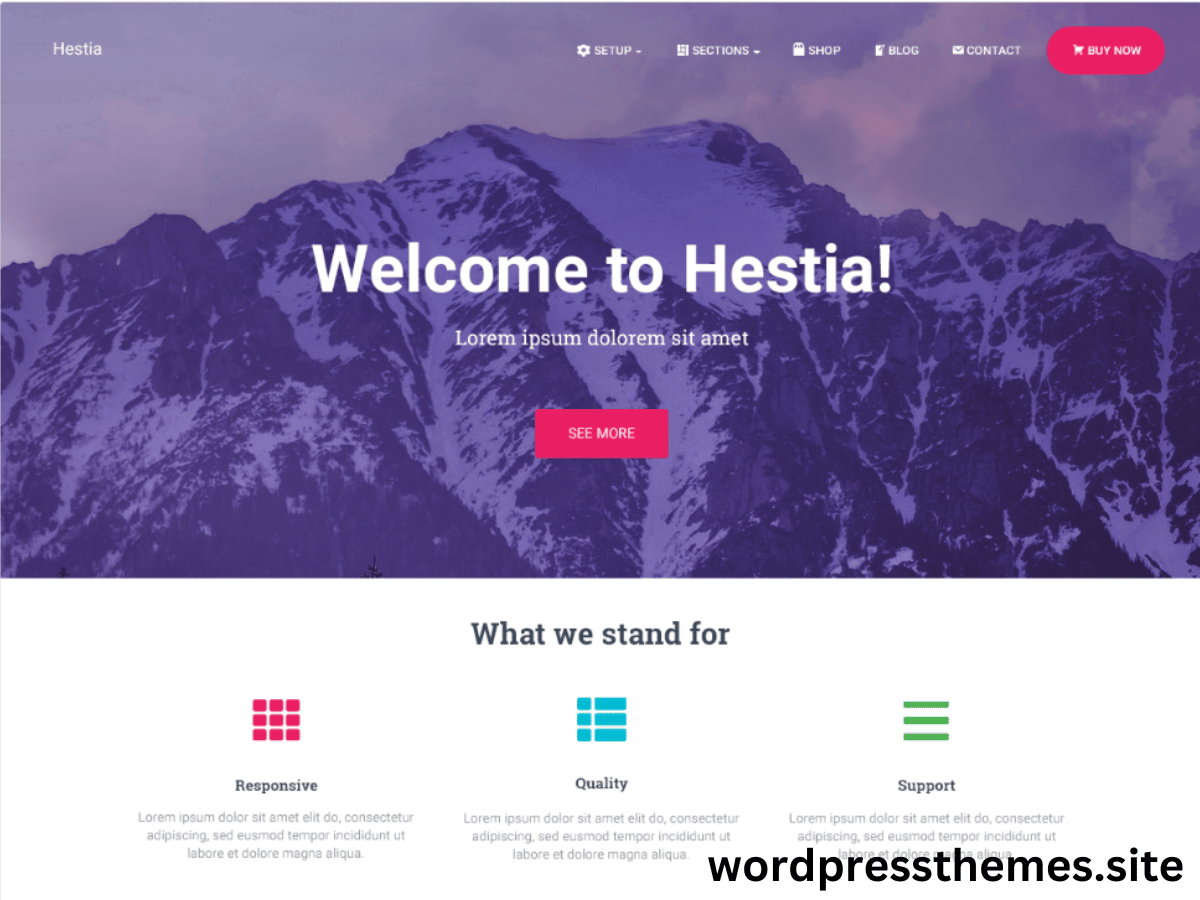 Hestia
SETUP
SECTIONS
SHOP
BLOG
CONTACT
BUY NOW
Welcome to Hestia!
Lorem ipsum dolorem sit amet
SEE MORE
What we stand for
Responsive
Lorem ipsum dolor sit amet elit do, consectetur
adipiscing, sed eusmod tempor incididunt ut
labore et dolore magna aliqua.
Quality
Lorem ipsum dolor sit amet elit do, consectetur
adipiscing, sed eusmod tempor incididunt ut
labore et dolore magna aliqua.
Support
Lorem ipsum dolor sit amet elit do, consectetur
adipiscing, sed eusmod tempor incididunt ut
labore et dolore magna aliqua.
wordpressthemes.site